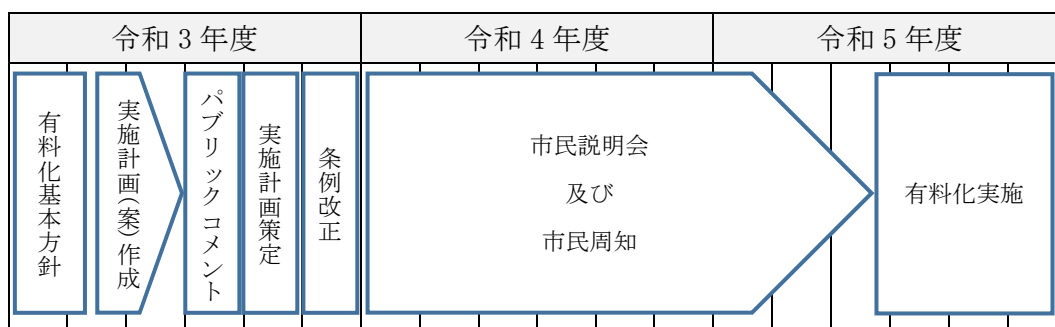 令和３年度
令和４年度
令和５年度
有料化基本方針
実施計画(案)作成
パブリックコメント
実施計画策定
条例改正
市民説明会
及び
市民周知
有料化実施